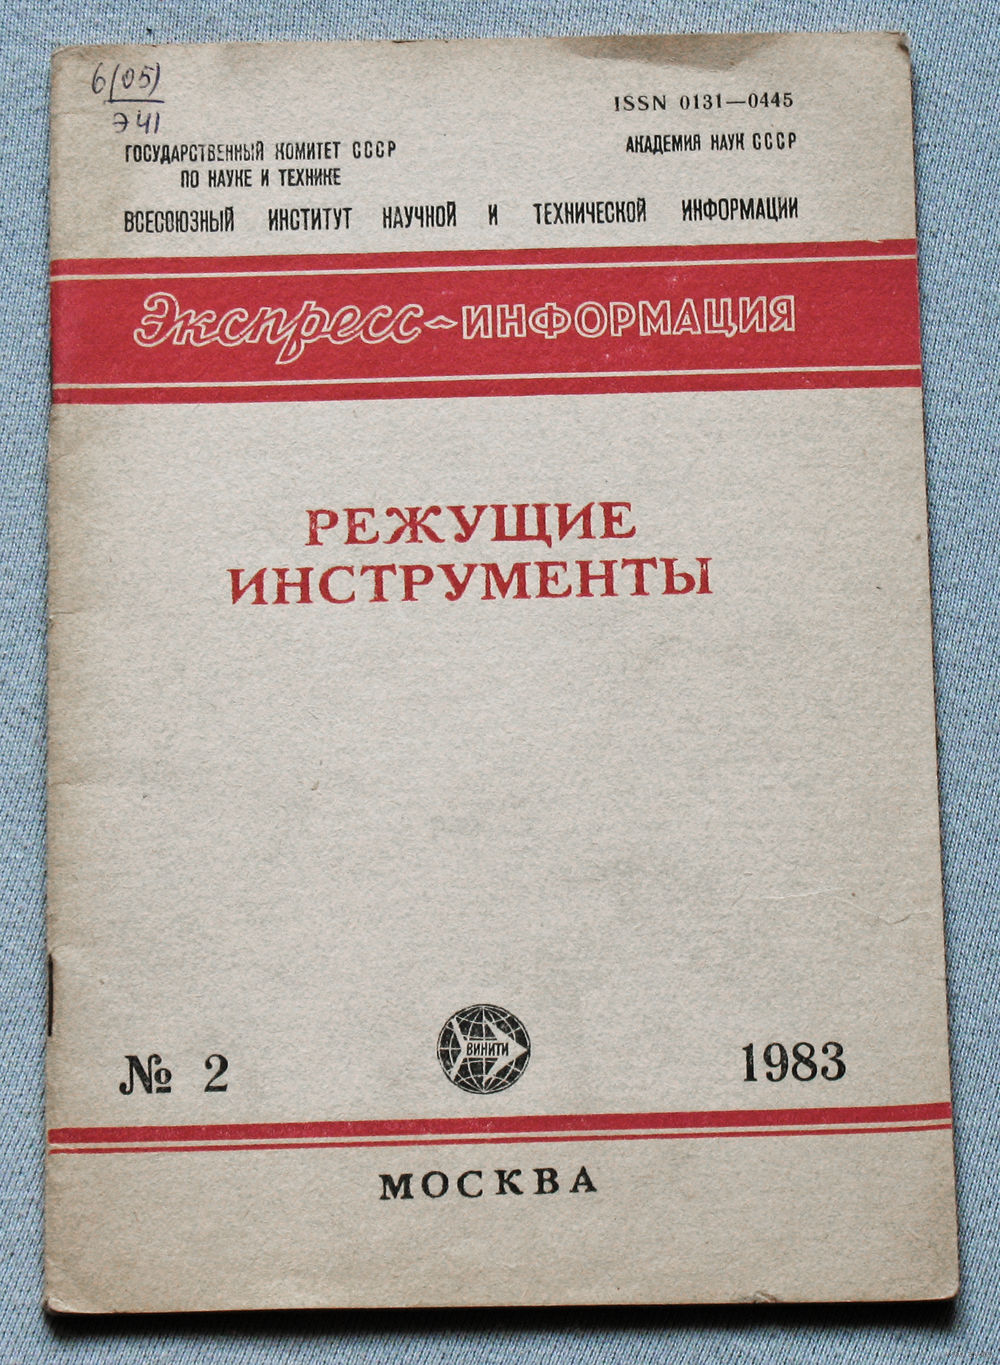 6(05)
Э41
ISSN 0131—0445
ГОСУДАРСТВЕННЫЙ КОМИТЕТ СССР
ПО НАУКЕ И ТЕХНИКЕ
АКАДЕМИЯ НАУК СССР
ВСЕСОЮЗНЫЙ ИНСТИТУТ НАУЧНОЙ И ТЕХНИЧЕСКОЙ ИНФОРМАЦИИ
Экспресс-ИНФОРМАЦИЯ
РЕЖУЩИЕ
ИНСТРУМЕНТЫ
ВИНИТИ
№ 2
1983
МОСКВА